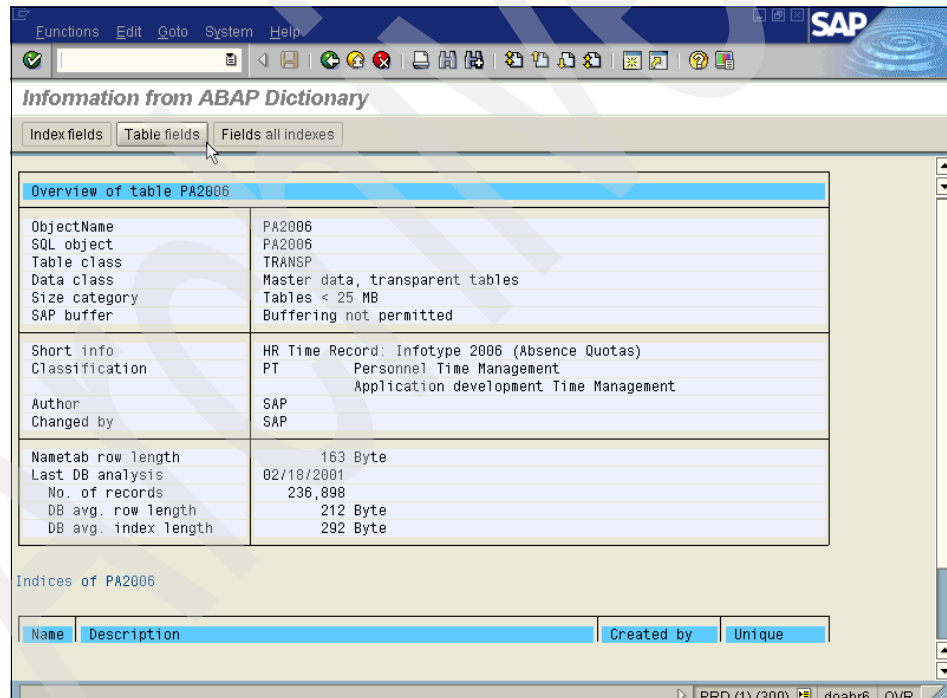 Functions Edit Goto System Help
SAP
Information from ABAP Dictionary
Index fields Table fields Fields all indexes
Overview of table PA2006
ObjectName PA2006
SQL object PA2006
Table class TRANSP
Data class Master data, transparent tables
Size category Tables < 25 MB
SAP buffer Buffering not permitted
Short info HR Time Record: Infotype 2006 (Absence Quotas)
Classification PT Personnel Time Management
Application development Time Management
Author SAP
Changed by SAP
Nametab row length 163 Byte
Last DB analysis 02/18/2001
No. of records 236,898
DB avg. row length 212 Byte
DB avg. index length 292 Byte
Indices of PA2006
Name Description Created by Unique
PRD (1) (300) doahr6 OVR